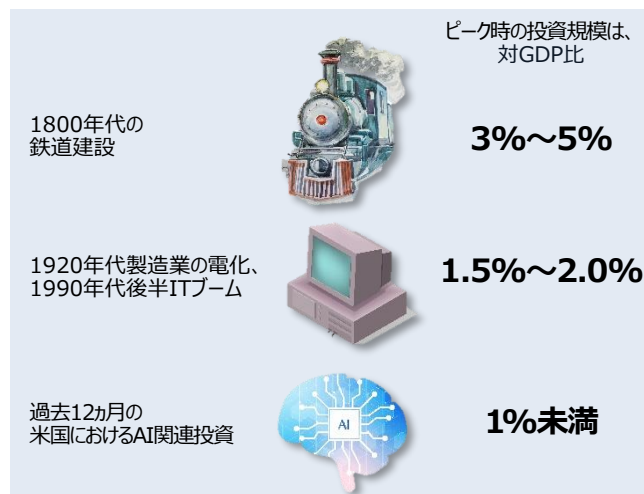 ピーク時の投資規模は、
対GDP比
1800年代の
鉄道建設
3%～5%
1920年代製造業の電化、
1990年代後半ITブーム
1.5%～2.0%
過去12ヵ月の
米国におけるAI関連投資
AI
1%未満